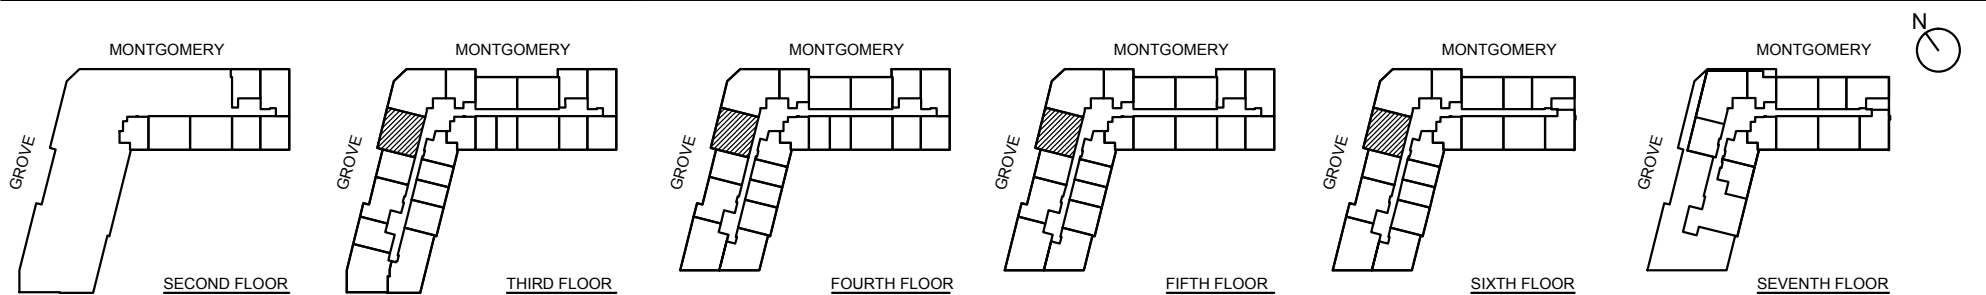 N
MONTGOMERY
MONTGOMERY
MONTGOMERY
MONTGOMERY
MONTGOMERY
MONTGOMERY
GROVE
GROVE
GROVE
GROVE
GROVE
GROVE
SECOND FLOOR
THIRD FLOOR
FOURTH FLOOR
FIFTH FLOOR
SIXTH FLOOR
SEVENTH FLOOR